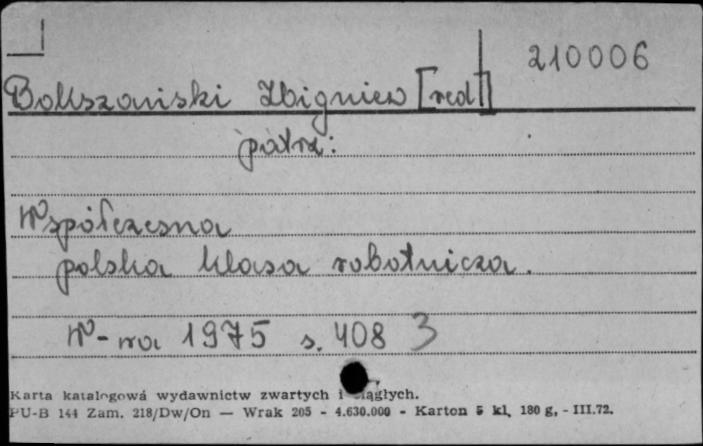 210006
Bokszański Zbigniew [red]
patrz:
Współczesna
polska klasa robotnicza.
W-wa 1975 s. 408 3
Karta katalogowa wydawnictw zwartych i ciągłych.
PU-B 144 Zam. 218/Dw/On — Wrak 205 - 4.630.000 - Karton 5 kl. 180 g, - III.72.